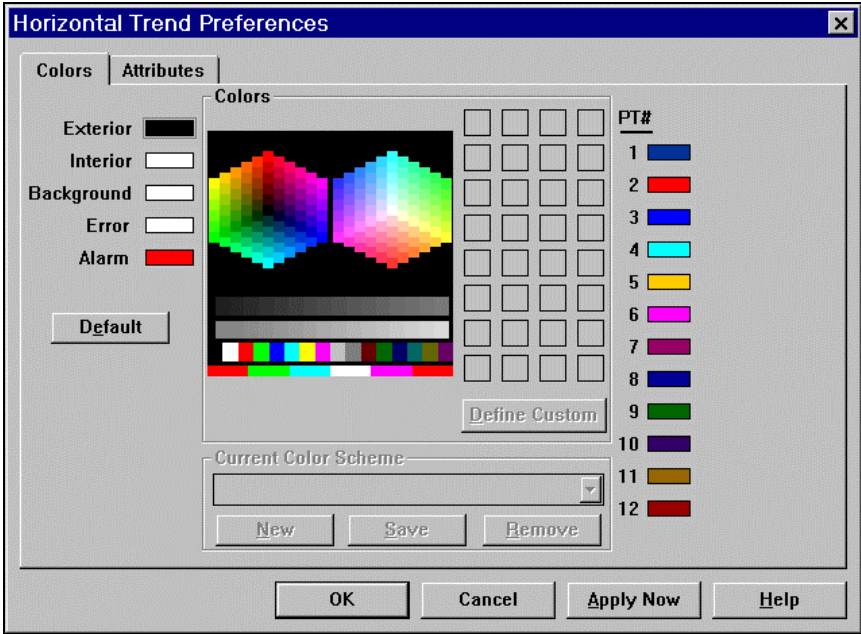 Horizontal Trend Preferences
Colors
Attributes
Exterior
Interior
Background
Error
Alarm
Default
Colors
Define Custom
Current Color Scheme
New
Save
Remove
PT#
1
2
3
4
5
6
7
8
9
10
11
12
OK
Cancel
Apply Now
Help